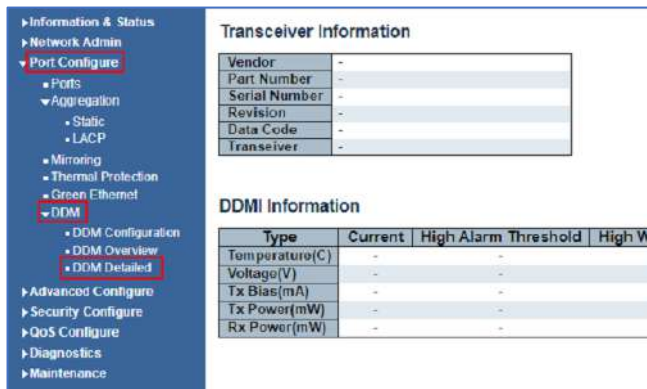 Information & Status
Network Admin
Port Configure
Ports
Aggregation
Static
LACP
Mirroring
Thermal Protection
Green Ethernet
DDM
DDM Configuration
DDM Overview
DDM Detailed
Advanced Configure
Security Configure
QoS Configure
Diagnostics
Maintenance
Transceiver Information
Vendor -
Part Number -
Serial Number -
Revision -
Data Code -
Transeiver -
DDMI Information
Type Current High Alarm Threshold High W
Temperature(C) - -
Voltage(V) - -
Tx Bias(mA) - -
Tx Power(mW) - -
Rx Power(mW) - -